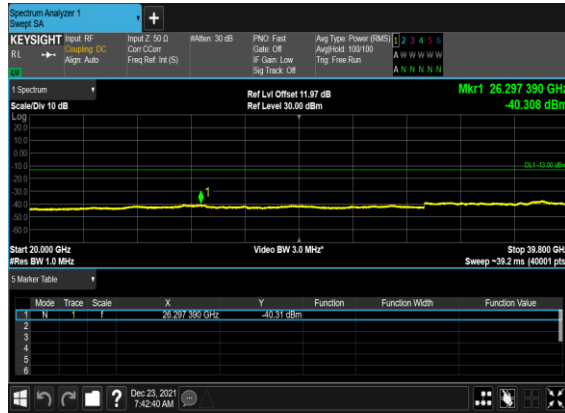 Spectrum Analyzer 1
Swept SA
+
KEYSIGHT Input: RF Input Z: 50 Ω #Atten: 30 dB PNO: Fast Avg Type: Power (RMS) 1 2 3 4 5 6
RL Coupling: DC Corr CCorr Gate: Off Avg|Hold: 100/100 A W W W W W
Align: Auto Freq Ref: Int (S) IF Gain: Low Trig: Free Run
Sig Track: Off A N N N N N
1 Spectrum Ref Lvl Offset 11.97 dB Mkr1 26.297 390 GHz
Scale/Div 10 dB Ref Level 30.00 dBm -40.308 dBm
Log
20.0
10.0
0.00
-10.0
DL1 -13.00 dBm
-20.0
-30.0
1
-40.0
-50.0
-60.0
Start 20.000 GHz Video BW 3.0 MHz* Stop 39.800 GHz
#Res BW 1.0 MHz Sweep ~39.2 ms (40001 pts
5 Marker Table
Mode Trace Scale X Y Function Function Width Function Value
1 N 1 f 26.297 390 GHz -40.31 dBm
2
3
4
5
6
? Dec 23, 2021
7:42:40 AM